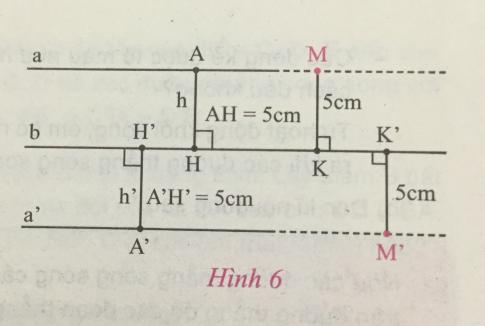 a A M
h AH = 5cm 5cm
b H' H K K'
h' A'H' = 5cm 5cm
a' A' M'
Hình 6